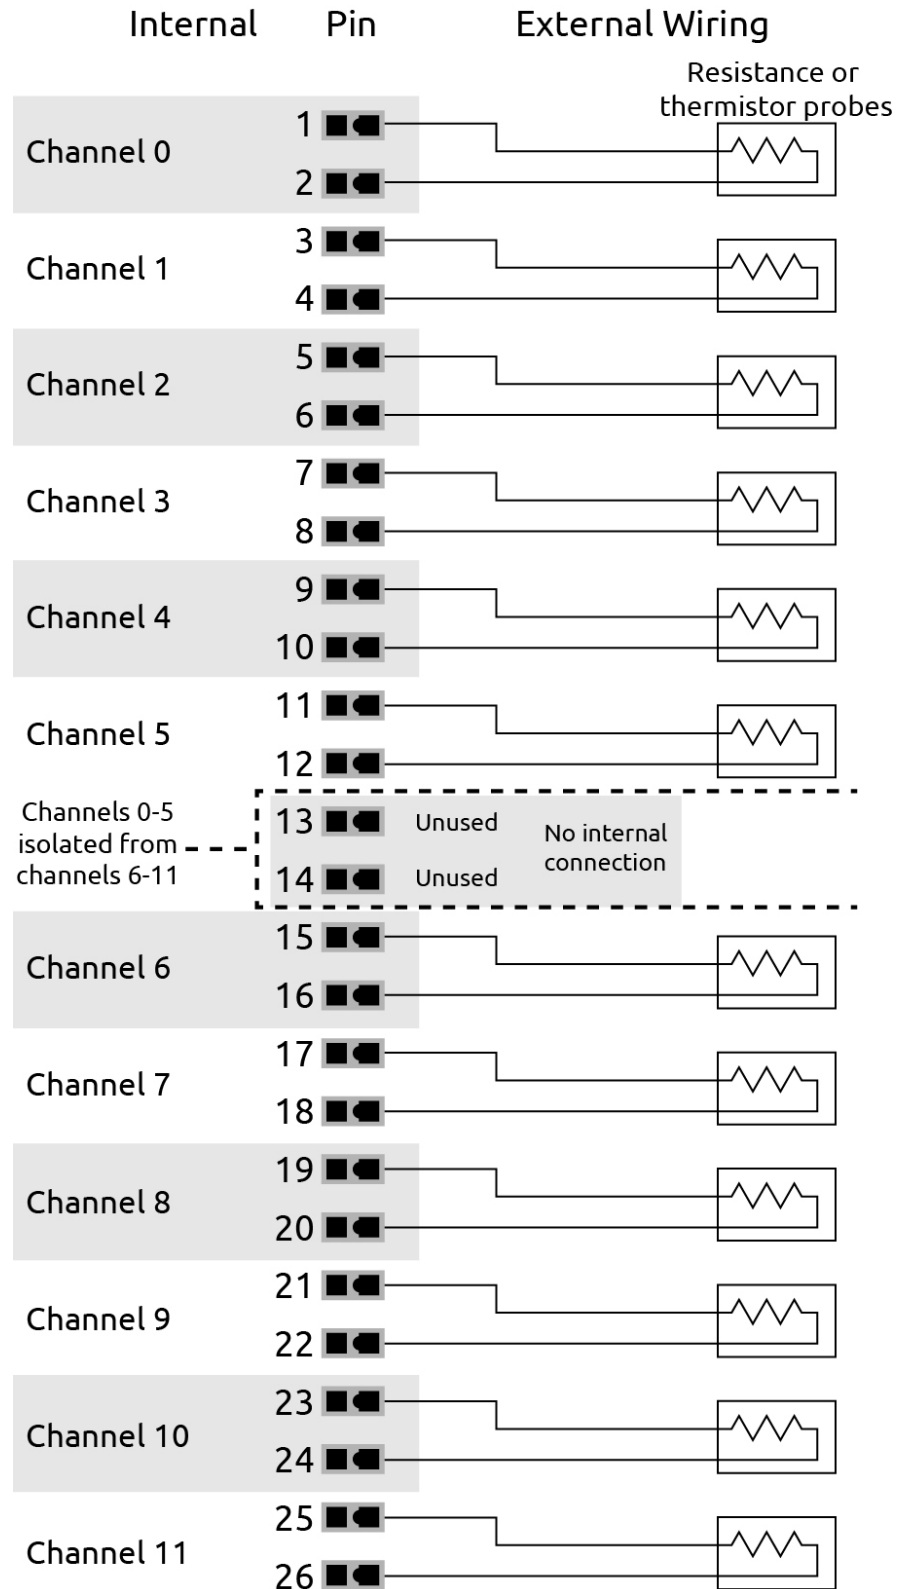 Internal Pin External Wiring
Resistance or
thermistor probes
1
Channel 0
2
3
Channel 1
4
5
Channel 2
6
7
Channel 3
8
9
Channel 4
10
11
Channel 5
12
Channels 0-5
isolated from
channels 6-11
13 Unused
14 Unused
No internal
connection
15
Channel 6
16
17
Channel 7
18
19
Channel 8
20
21
Channel 9
22
23
Channel 10
24
25
Channel 11
26